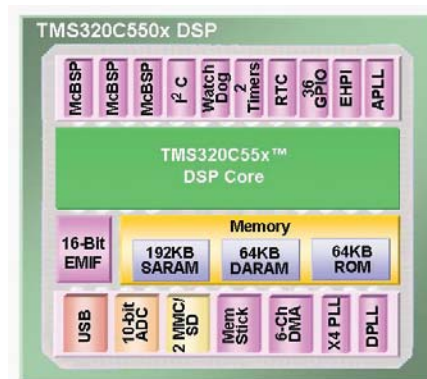 TMS320C550x DSP
McBSP
McBSP
McBSP
I²C
Watch
Dog
2
Timers
RTC
36
GPIO
EHPI
APLL
TMS320C55x™
DSP Core
16-Bit
EMIF
Memory
192KB
SARAM
64KB
DARAM
64KB
ROM
USB
10-bit
ADC
2 MMC/
SD
Mem
Stick
6-Ch
DMA
X4 PLL
DPLL